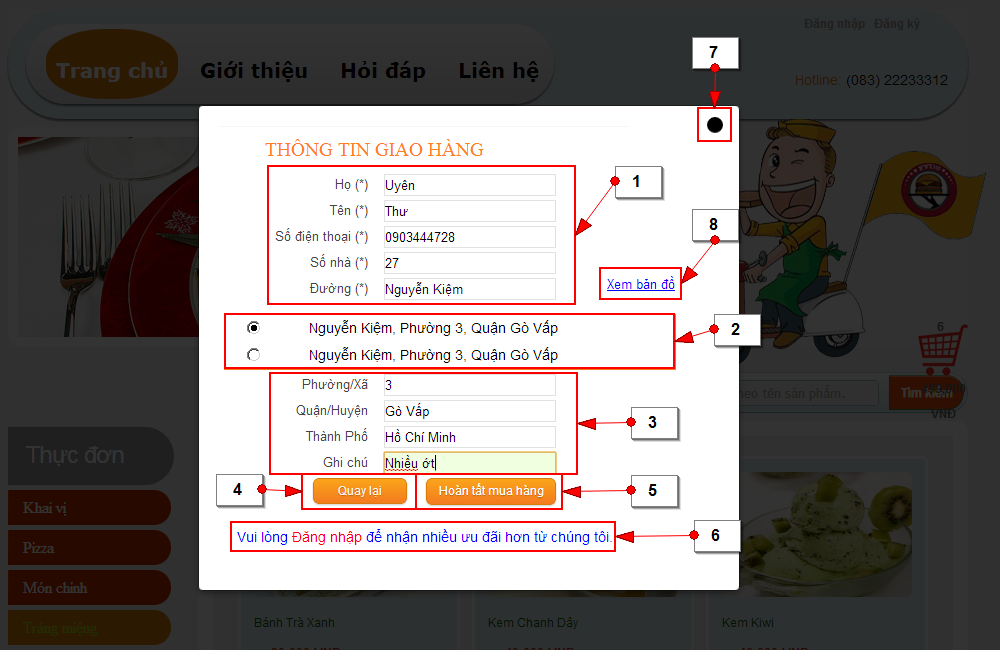 Đăng nhập Đăng ký
Trang chủ Giới thiệu Hỏi đáp Liên hệ
Hotline: (083) 22233312
7
THÔNG TIN GIAO HÀNG
1
Họ (*) Uyên
Tên (*) Thư
8
Số điện thoại (*) 0903444728
Số nhà (*) 27
Đường (*) Nguyễn Kiệm
Xem bản đồ
2
Nguyễn Kiệm, Phường 3, Quận Gò Vấp
Nguyễn Kiệm, Phường 3, Quận Gò Vấp
6
Phường/Xã 3
Quận/Huyện Gò Vấp
3
Thành Phố Hồ Chí Minh
Ghi chú Nhiều ớt
theo tên sản phẩm.
Tìm kiếm
VNĐ
Thực đơn
4
Quay lại
Hoàn tất mua hàng
5
Khai vị
Vui lòng Đăng nhập để nhận nhiều ưu đãi hơn từ chúng tôi.
6
Pizza
Món chính
Tráng miệng
Bánh Trà Xanh
Kem Chanh Dây
Kem Kiwi